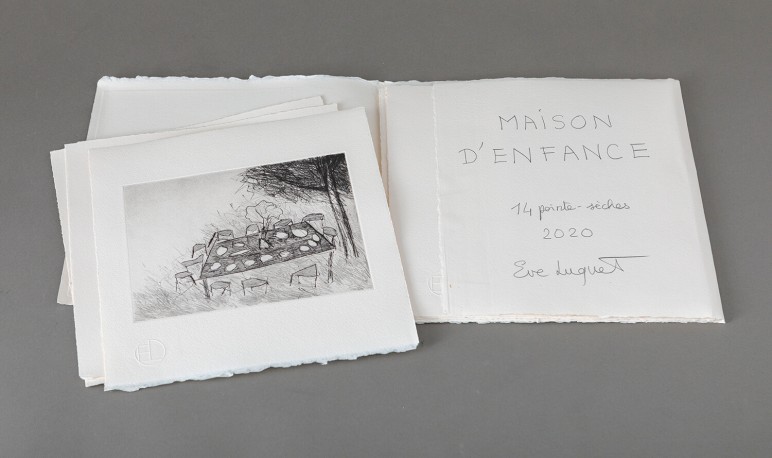 MAISON
D'ENFANCE
14 pointe-sèches
2020
Eve Luquet